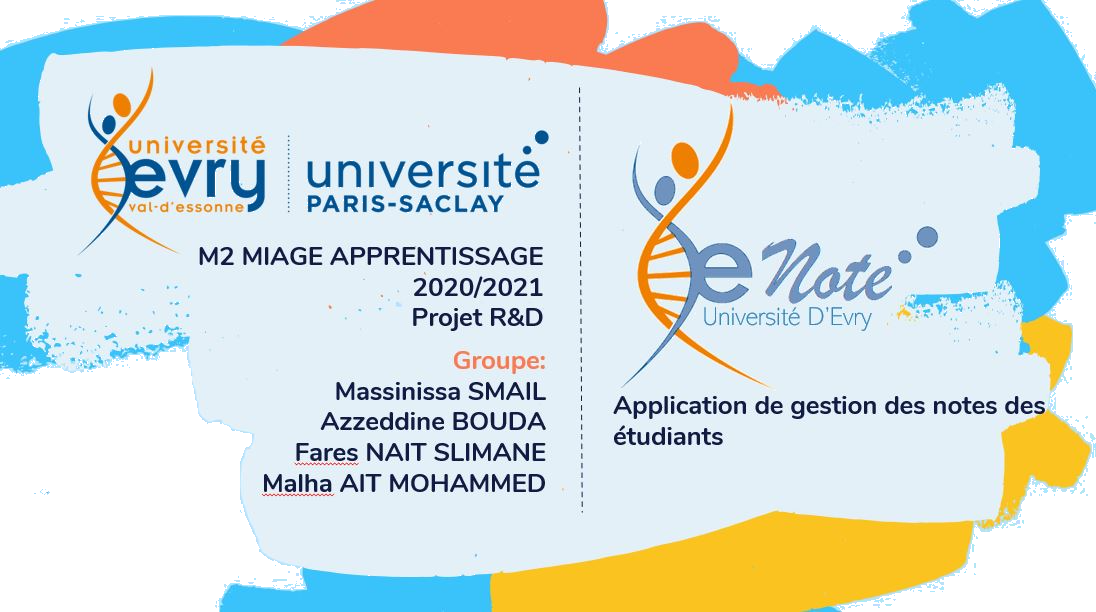 université
evry
val-d'essonne
université
PARIS-SACLAY
M2 MIAGE APPRENTISSAGE
2020/2021
Projet R&D
Groupe:
Massinissa SMAIL
Azzeddine BOUDA
Fares NAIT SLIMANE
Malha AIT MOHAMMED
e Note
Université D'Evry
Application de gestion des notes des
étudiants